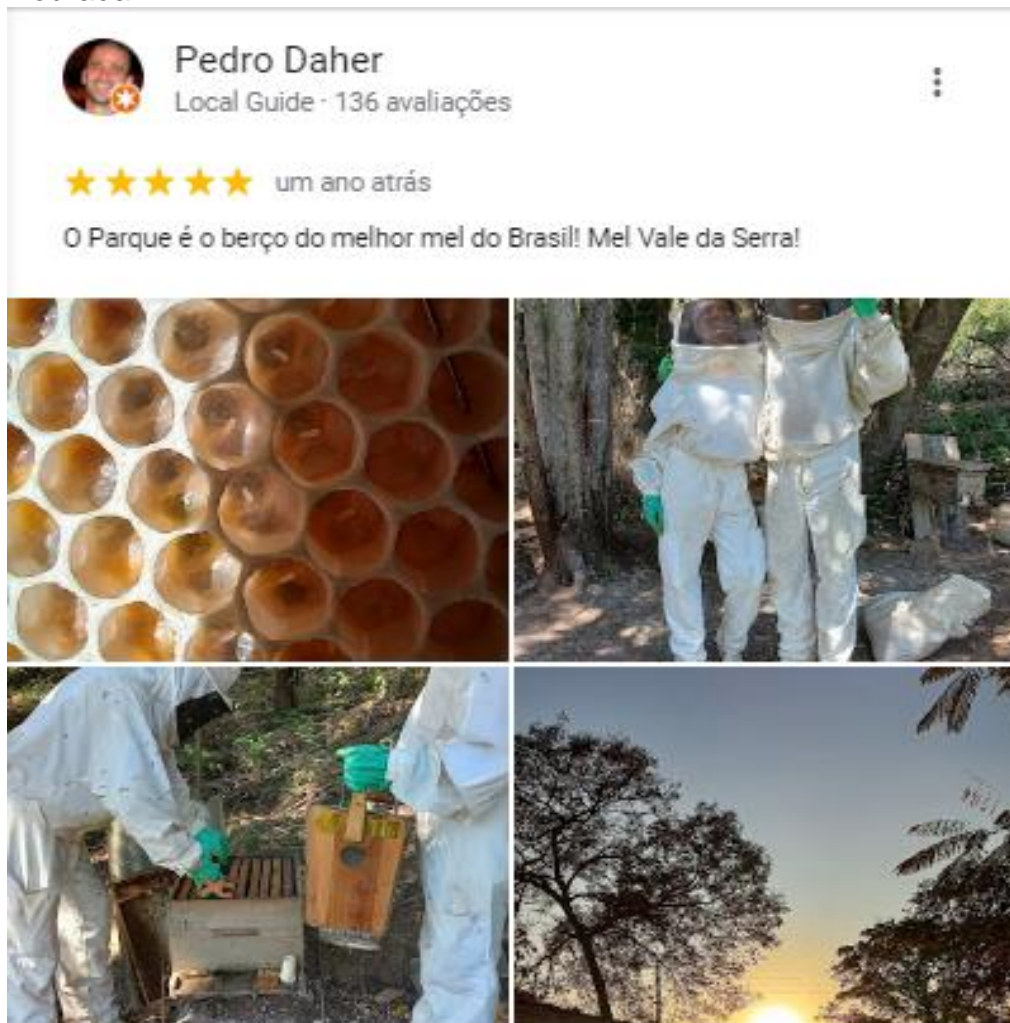 Pedro Daher
Local Guide · 136 avaliações
um ano atrás
O Parque é o berço do melhor mel do Brasil! Mel Vale da Serra!